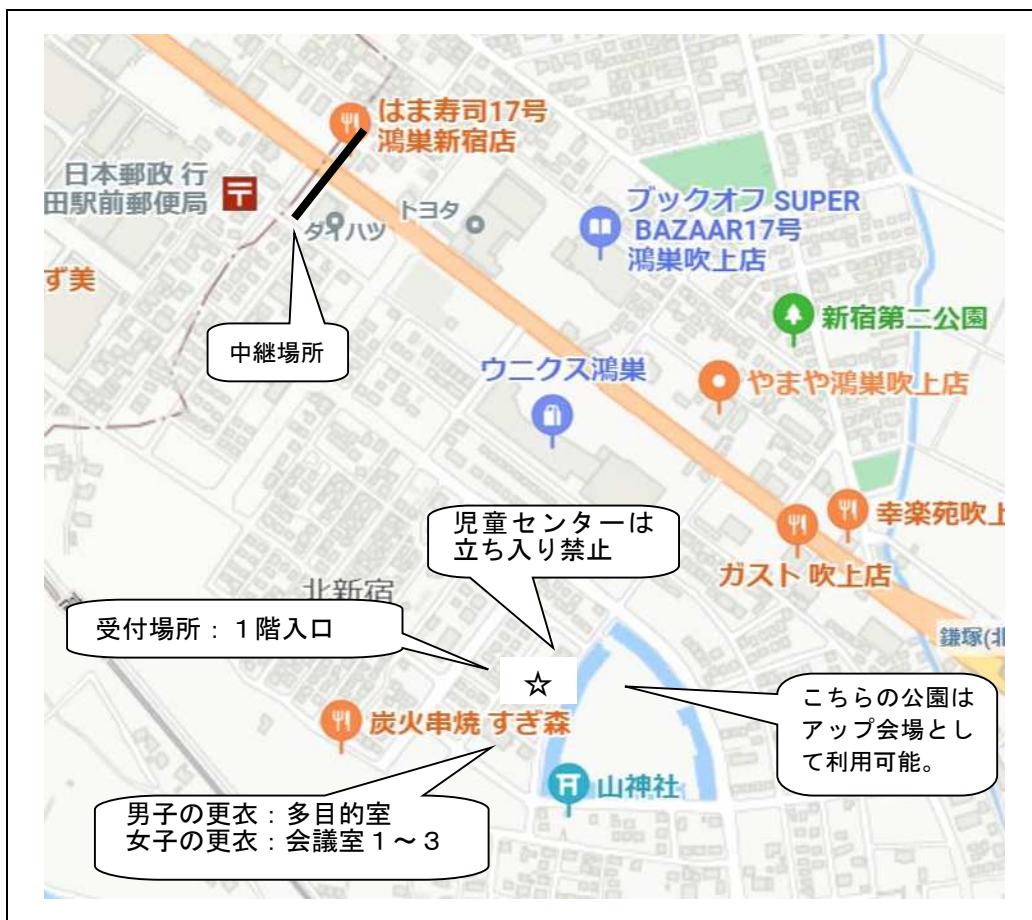 はま寿司17号
鴻巣新宿店
日本郵政 行
田駅前郵便局
ダイハツ
トヨタ
ブックオフ SUPER
BAZAAR17号
鴻巣吹上店
ず美
新宿第二公園
中継場所
ウニクス鴻巣
やまや鴻巣吹上店
幸楽苑吹上
ガスト 吹上店
児童センターは
立ち入り禁止
北新宿
受付場所：１階入口
鎌塚(北
☆
こちらの公園は
アップ会場とし
て利用可能。
炭火串焼 すぎ森
山神社
男子の更衣：多目的室
女子の更衣：会議室１～３